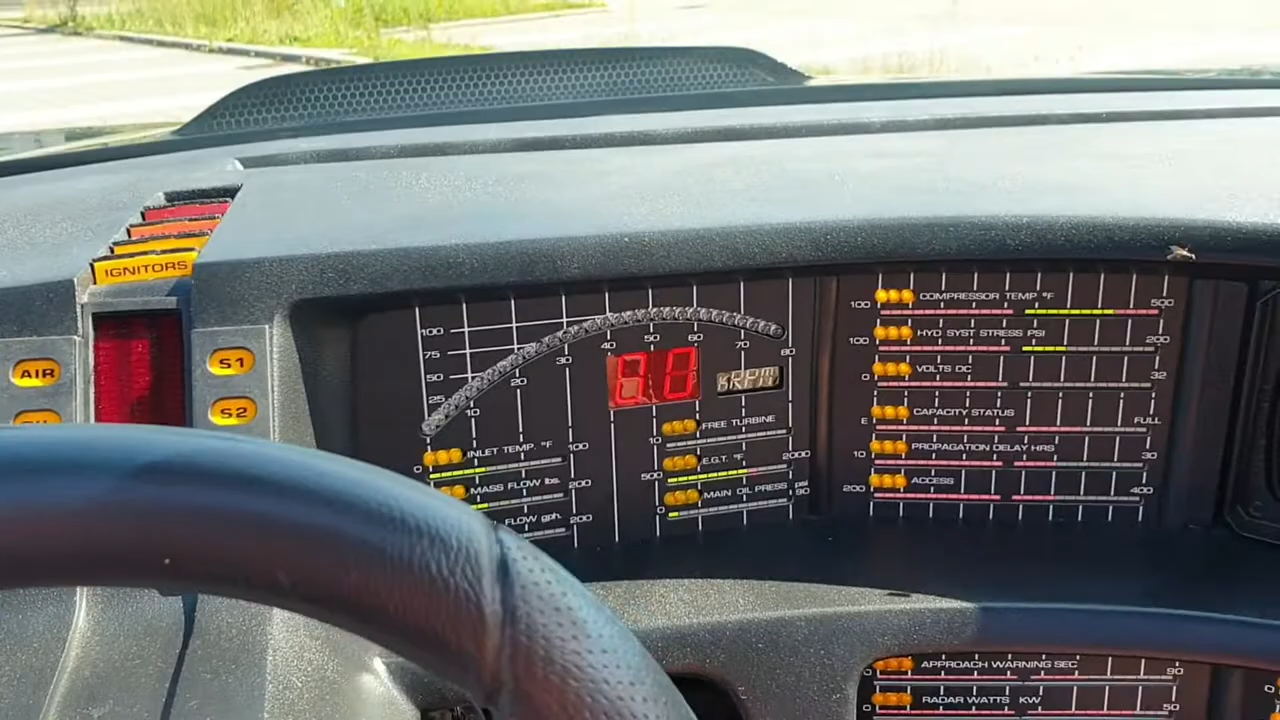 IGNITORS
AIR
S1
S2
100
75
50
25
10
20
30
40
50
60
70
80
kRPM
0 INLET TEMP. °F 100
MASS FLOW lbs. 200
FLOW gph. 200
10 FREE TURBINE
500 E.G.T. °F 2000
0 MAIN OIL PRESS psi 90
100 COMPRESSOR TEMP °F 500
100 HYD SYST STRESS PSI 200
0 VOLTS DC 32
E CAPACITY STATUS FULL
10 PROPAGATION DELAY HRS 30
200 ACCESS 400
0 APPROACH WARNING SEC 90
0 RADAR WATTS KW 50
0